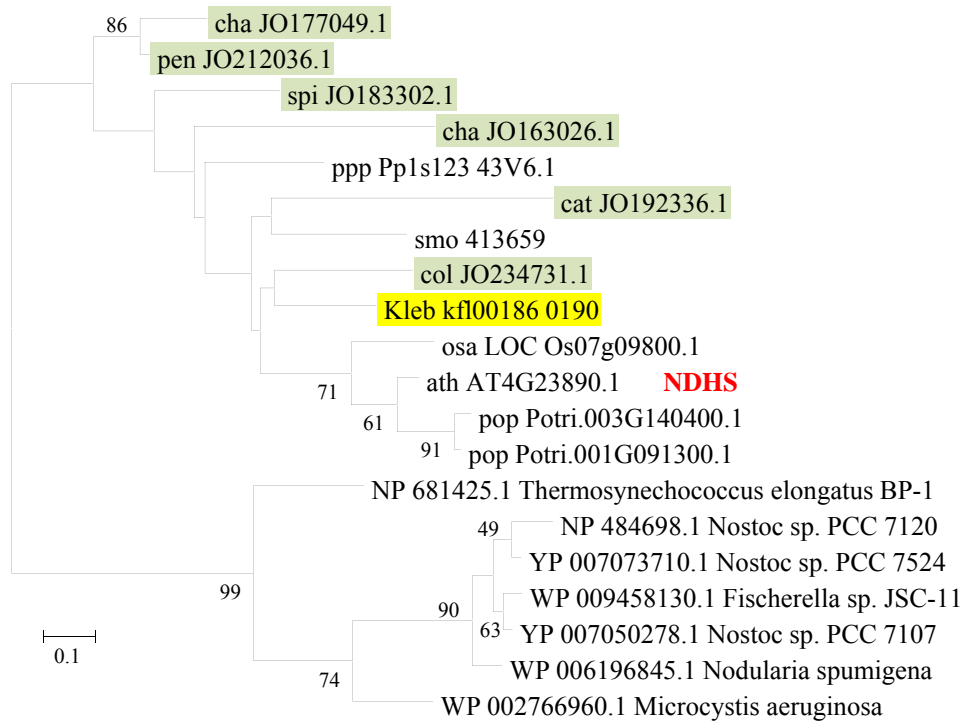 86
cha JO177049.1
pen JO212036.1
spi JO183302.1
cha JO163026.1
ppp Pp1s123 43V6.1
cat JO192336.1
smo 413659
col JO234731.1
Kleb kfl00186 0190
osa LOC Os07g09800.1
71
ath AT4G23890.1 NDHS
61
pop Potri.003G140400.1
91
pop Potri.001G091300.1
NP 681425.1 Thermosynechococcus elongatus BP-1
49
NP 484698.1 Nostoc sp. PCC 7120
YP 007073710.1 Nostoc sp. PCC 7524
99
WP 009458130.1 Fischerella sp. JSC-11
90
63
YP 007050278.1 Nostoc sp. PCC 7107
0.1
WP 006196845.1 Nodularia spumigena
74
WP 002766960.1 Microcystis aeruginosa